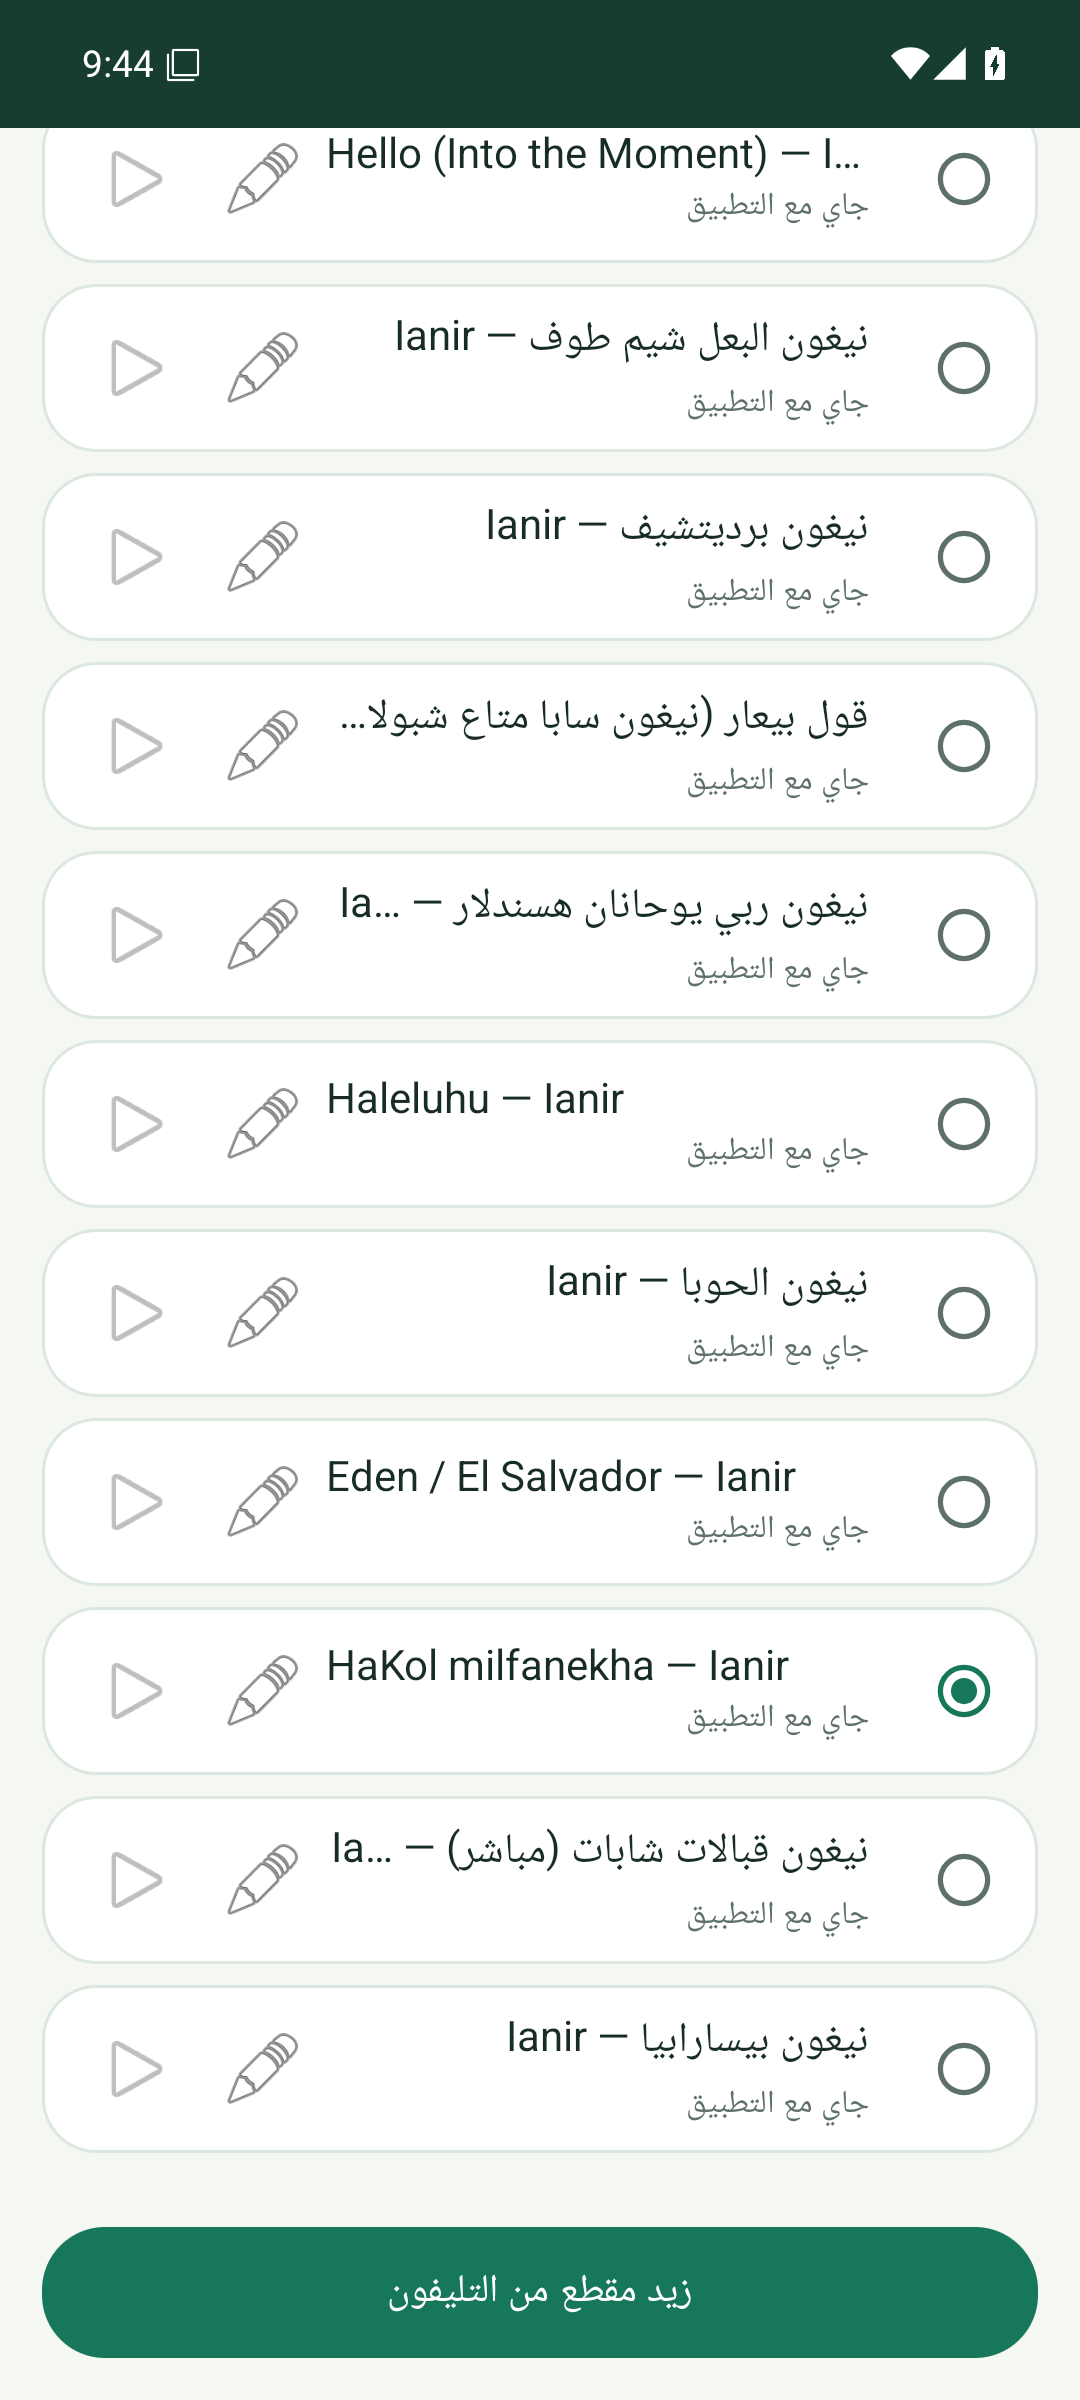 9:44
Hello (Into the Moment) — I...
جاي مع التطبيق
نيغون البعل شيم طوف — Ianir
جاي مع التطبيق
نيغون برديتشيف — Ianir
جاي مع التطبيق
قول بيعار (نيغون سابا متاع شبولا...
جاي مع التطبيق
نيغون ربي يوحانان هسندلار — Ia...
جاي مع التطبيق
Haleluhu — Ianir
جاي مع التطبيق
نيغون الحوبا — Ianir
جاي مع التطبيق
Eden / El Salvador — Ianir
جاي مع التطبيق
HaKol milfanekha — Ianir
جاي مع التطبيق
نيغون قبالات شابات (مباشر) — Ia...
جاي مع التطبيق
نيغون بيسارابيا — Ianir
جاي مع التطبيق
زيد مقطع من التليفون